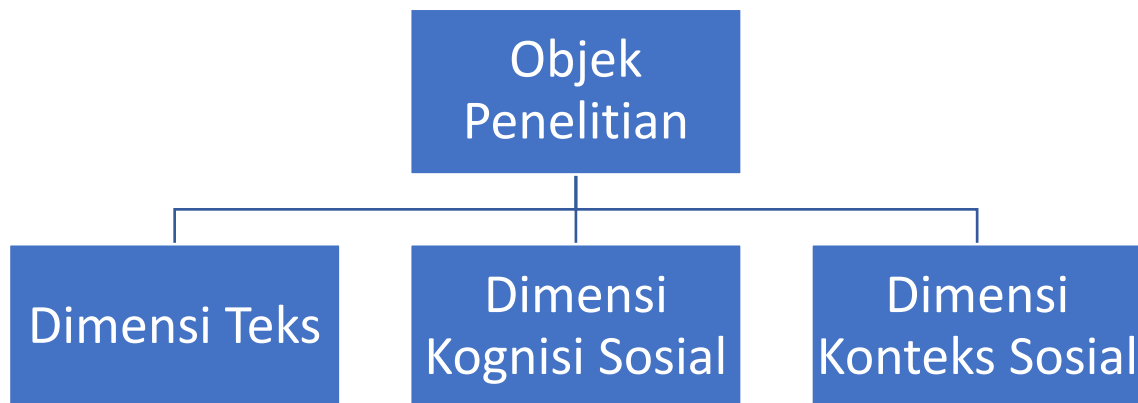 Objek
Penelitian
Dimensi Teks
Dimensi
Kognisi Sosial
Dimensi
Konteks Sosial